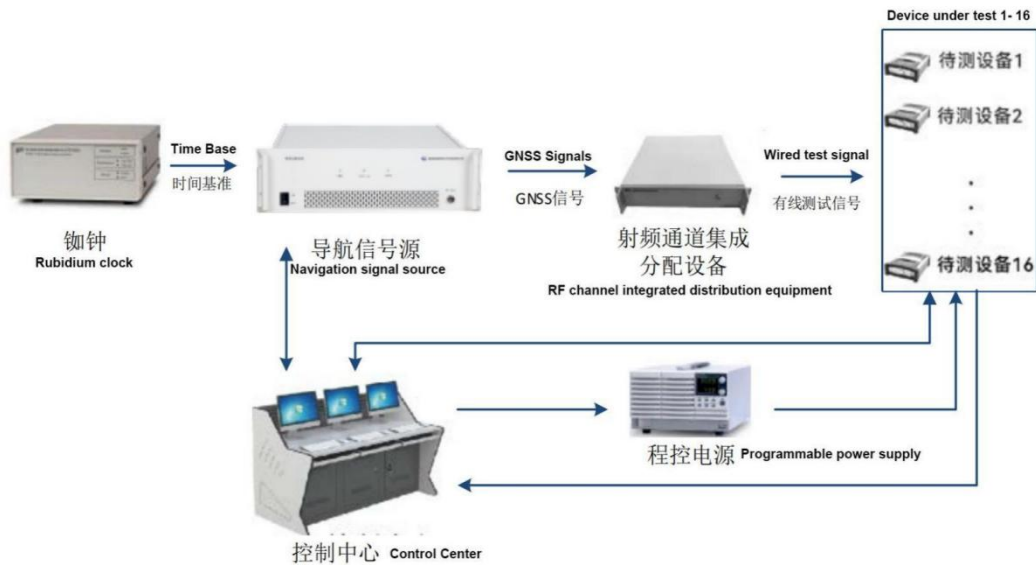 Device under test 1- 16
待测设备1
待测设备2
待测设备16
Time Base
时间基准
GNSS Signals
GNSS信号
Wired test signal
有线测试信号
铷钟
Rubidium clock
导航信号源
Navigation signal source
射频通道集成
分配设备
RF channel integrated distribution equipment
程控电源 Programmable power supply
控制中心 Control Center